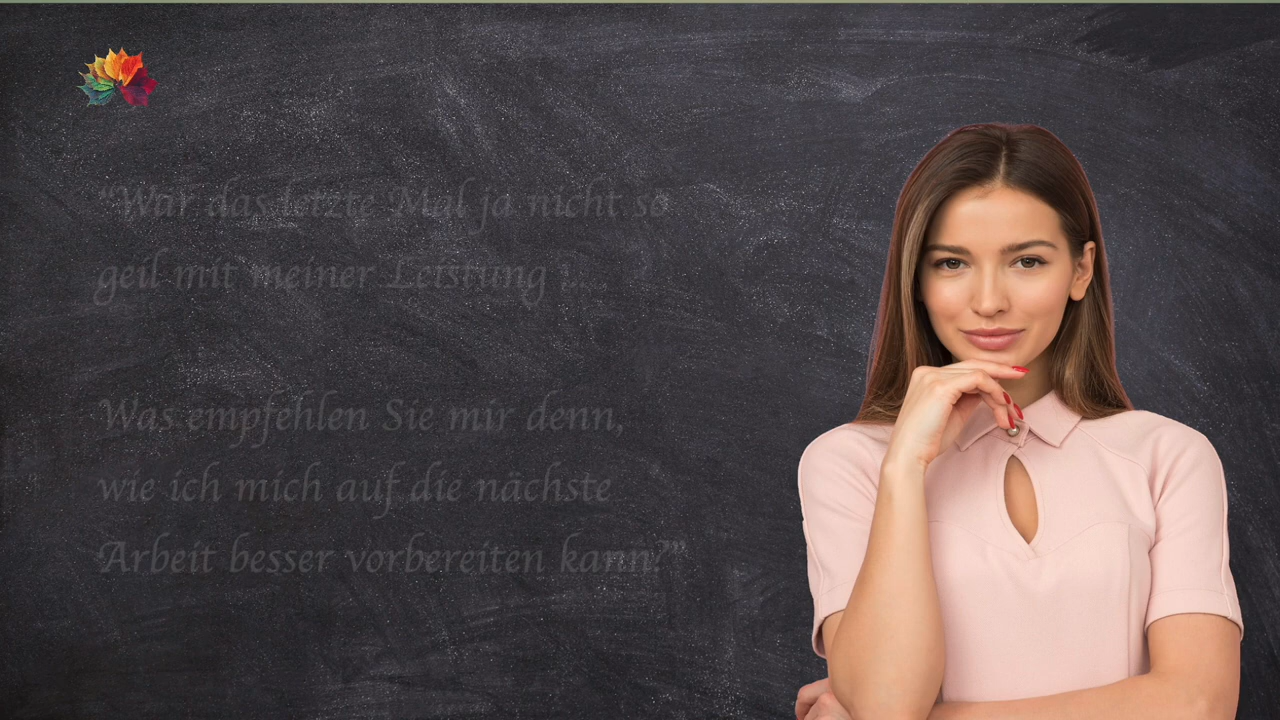 “War das letzte Mal ja nicht so
geil mit meiner Leistung !...
Was empfehlen Sie mir denn,
wie ich mich auf die nächste
Arbeit besser vorbereiten kann?”